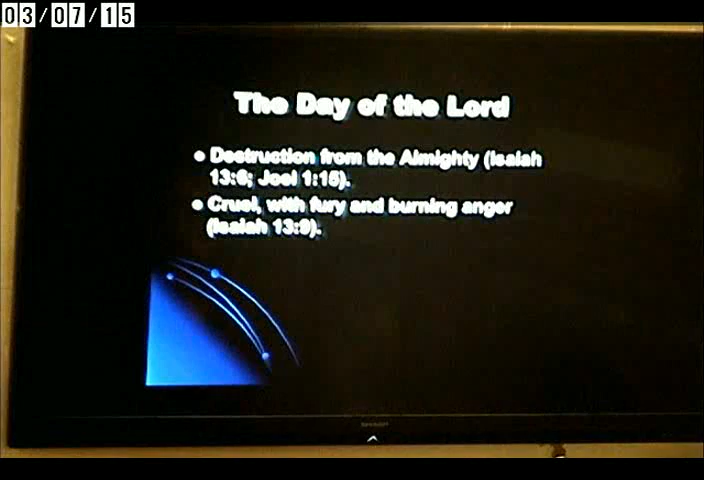 03/07/15
The Day of the Lord
• Destruction from the Almighty (Isaiah
13:6; Joel 1:15).
• Cruel, with fury and burning anger
(Isaiah 13:9).
SHARP